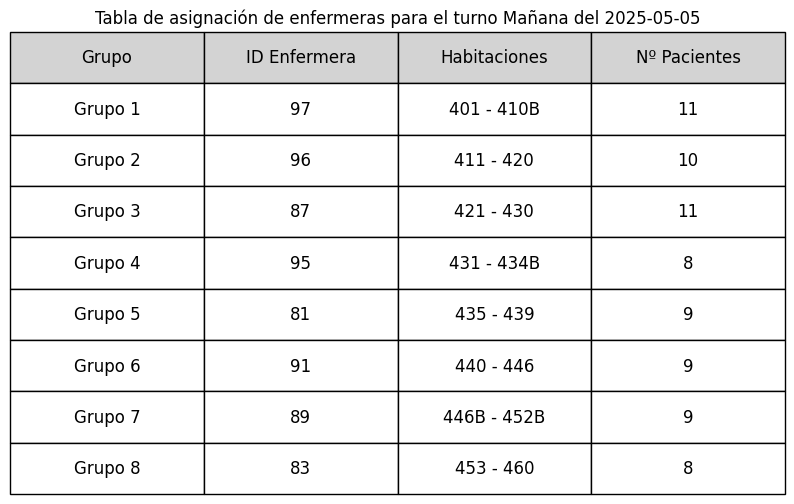 Tabla de asignación de enfermeras para el turno Mañana del 2025-05-05
Grupo ID Enfermera Habitaciones Nº Pacientes
Grupo 1 97 401 - 410B 11
Grupo 2 96 411 - 420 10
Grupo 3 87 421 - 430 11
Grupo 4 95 431 - 434B 8
Grupo 5 81 435 - 439 9
Grupo 6 91 440 - 446 9
Grupo 7 89 446B - 452B 9
Grupo 8 83 453 - 460 8